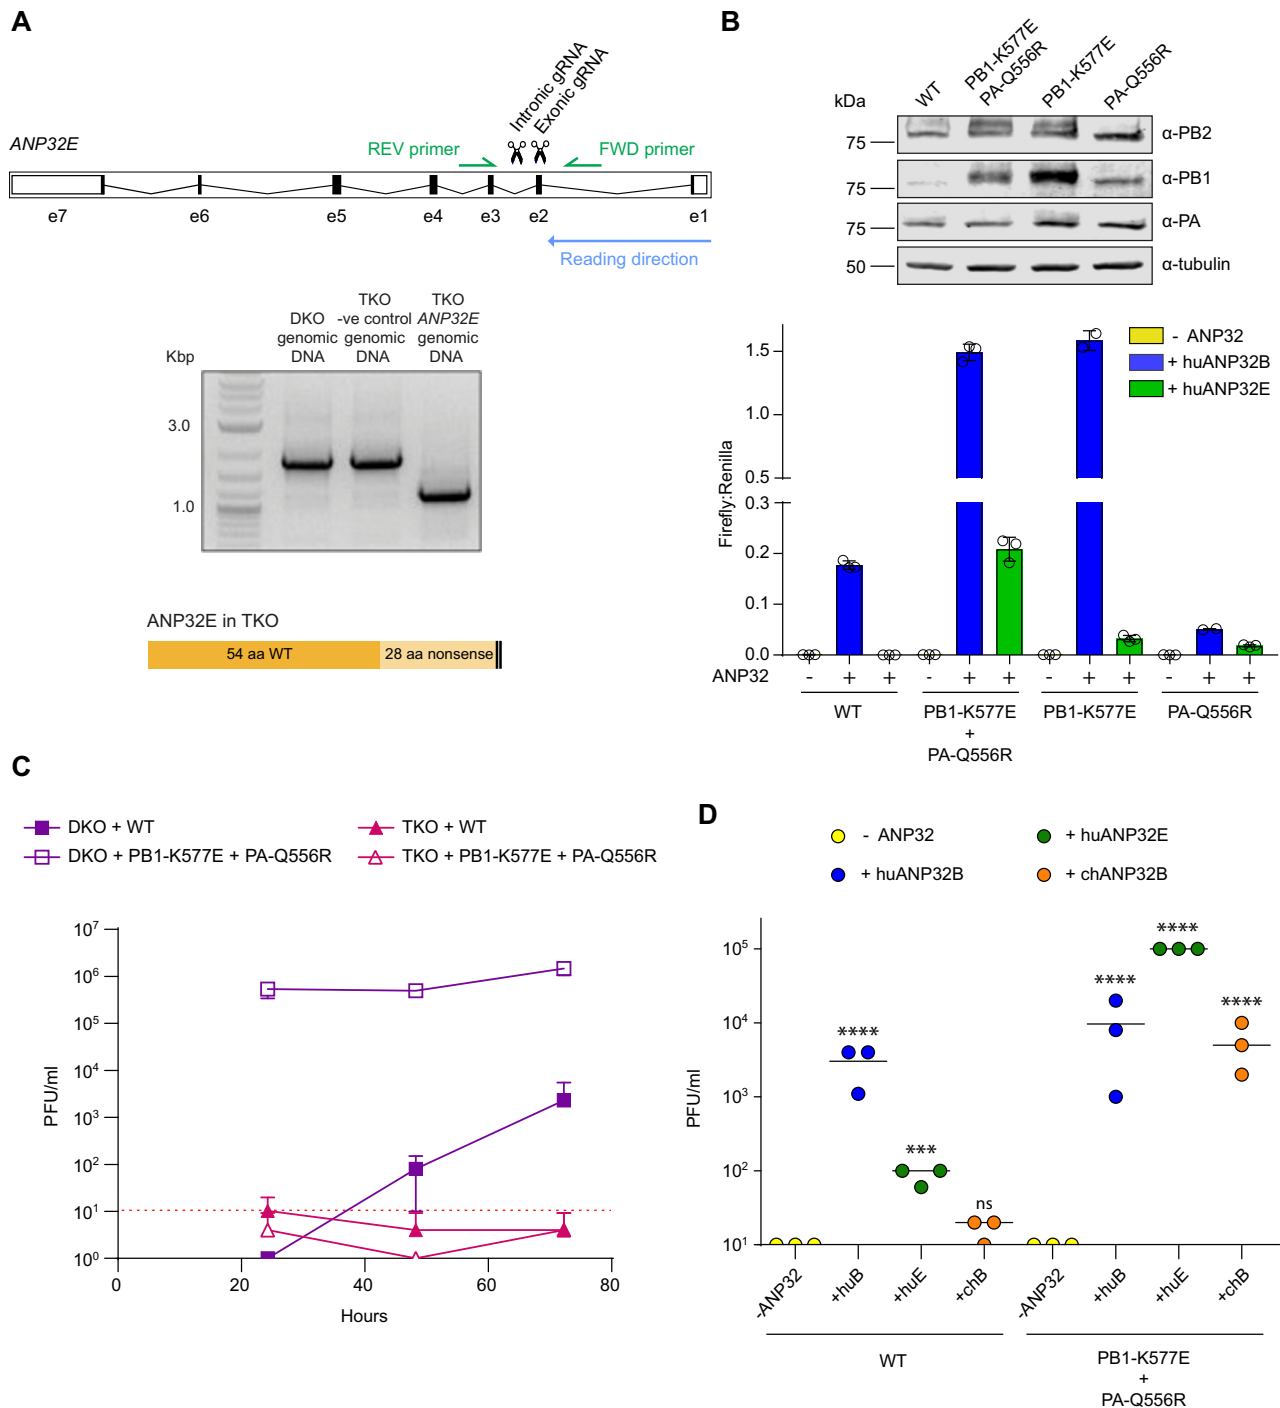 A
Intronic gRNA
Exonic gRNA
ANP32E
REV primer
FWD primer
e7 e6 e5 e4 e3 e2 e1
Reading direction
Kbp
DKO genomic DNA
TKO -ve control genomic DNA
TKO ANP32E genomic DNA
3.0
1.0
ANP32E in TKO
54 aa WT
28 aa nonsense
B
kDa
WT
PB1-K577E PA-Q556R
PB1-K577E
PA-Q556R
75 α-PB2
75 α-PB1
75 α-PA
50 α-tubulin
- ANP32
+ huANP32B
+ huANP32E
Firefly:Renilla
1.5
1.0
0.5
0.3
0.2
0.1
0.0
ANP32 - + + - + + - + + - + +
WT
PB1-K577E + PA-Q556R
PB1-K577E
PA-Q556R
C
DKO + WT
TKO + WT
DKO + PB1-K577E + PA-Q556R
TKO + PB1-K577E + PA-Q556R
PFU/ml
10⁷
10⁶
10⁵
10⁴
10³
10²
10¹
10⁰
0 20 40 60 80
Hours
D
- ANP32
+ huANP32E
+ huANP32B
+ chANP32B
PFU/ml
10⁵
10⁴
10³
10²
10¹
****
***
ns
****
****
****
-ANP32 +huB +huE +chB -ANP32 +huB +huE +chB
WT
PB1-K577E
+
PA-Q556R